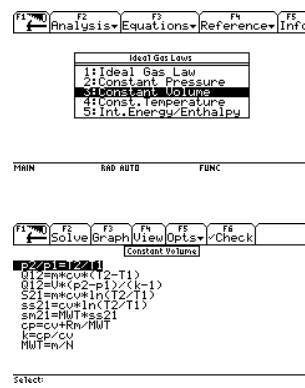 F1 F2 Analysis F3 Equations F4 Reference F5 Info
Ideal Gas Laws
1:Ideal Gas Law
2:Constant Pressure
3:Constant Volume
4:Const.Temperature
5:Int.Energy/Enthalpy
MAIN RAD AUTO FUNC
F1 F2 Solve F3 Graph F4 View F5 Opts F6 ✓Check
Constant Volume
p2/p1=T2/T1
Q12=m*cv*(T2-T1)
Q12=V*(p2-p1)/(k-1)
S21=m*cv*ln(T2/T1)
ss21=cv*ln(T2/T1)
sm21=MWT*ss21
cp=cv+Rm/MWT
k=cp/cv
MWT=m/N
Select: